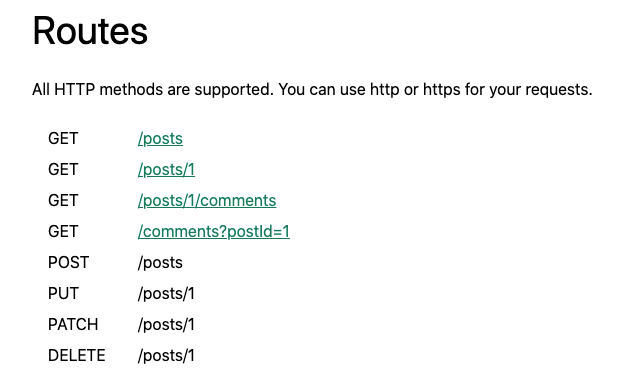 Routes
All HTTP methods are supported. You can use http or https for your requests.
GET /posts
GET /posts/1
GET /posts/1/comments
GET /comments?postId=1
POST /posts
PUT /posts/1
PATCH /posts/1
DELETE /posts/1